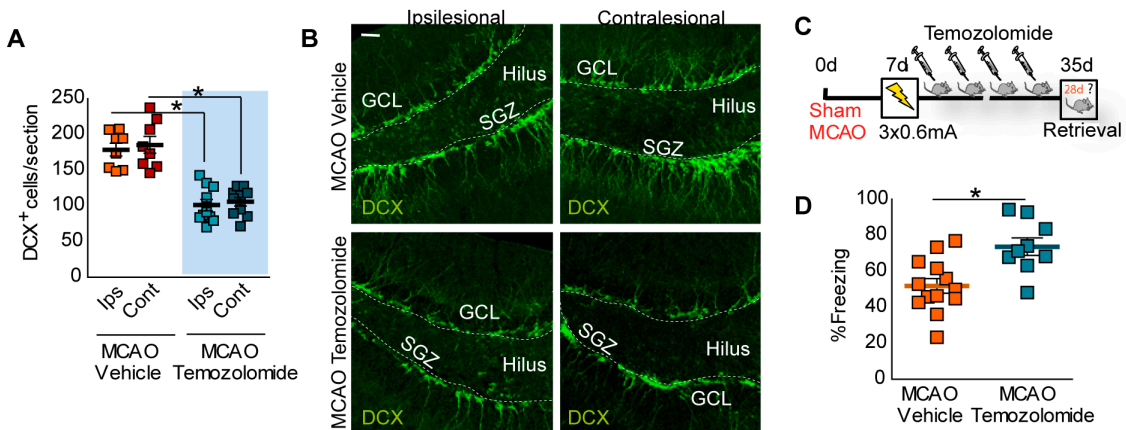 A
DCX+ cells/section
250
200
150
100
50
0
*
*
Ips
Cont
Ips
Cont
MCAO
Vehicle
MCAO
Temozolomide
B
Ipsilesional
Contralesional
MCAO Vehicle
GCL
Hilus
SGZ
DCX
GCL
Hilus
SGZ
DCX
MCAO Temozolomide
GCL
SGZ
Hilus
DCX
SGZ
Hilus
GCL
DCX
C
Temozolomide
0d
7d
35d
28d ?
Sham
MCAO
3x0.6mA
Retrieval
D
%Freezing
100
80
60
40
20
0
*
MCAO
Vehicle
MCAO
Temozolomide